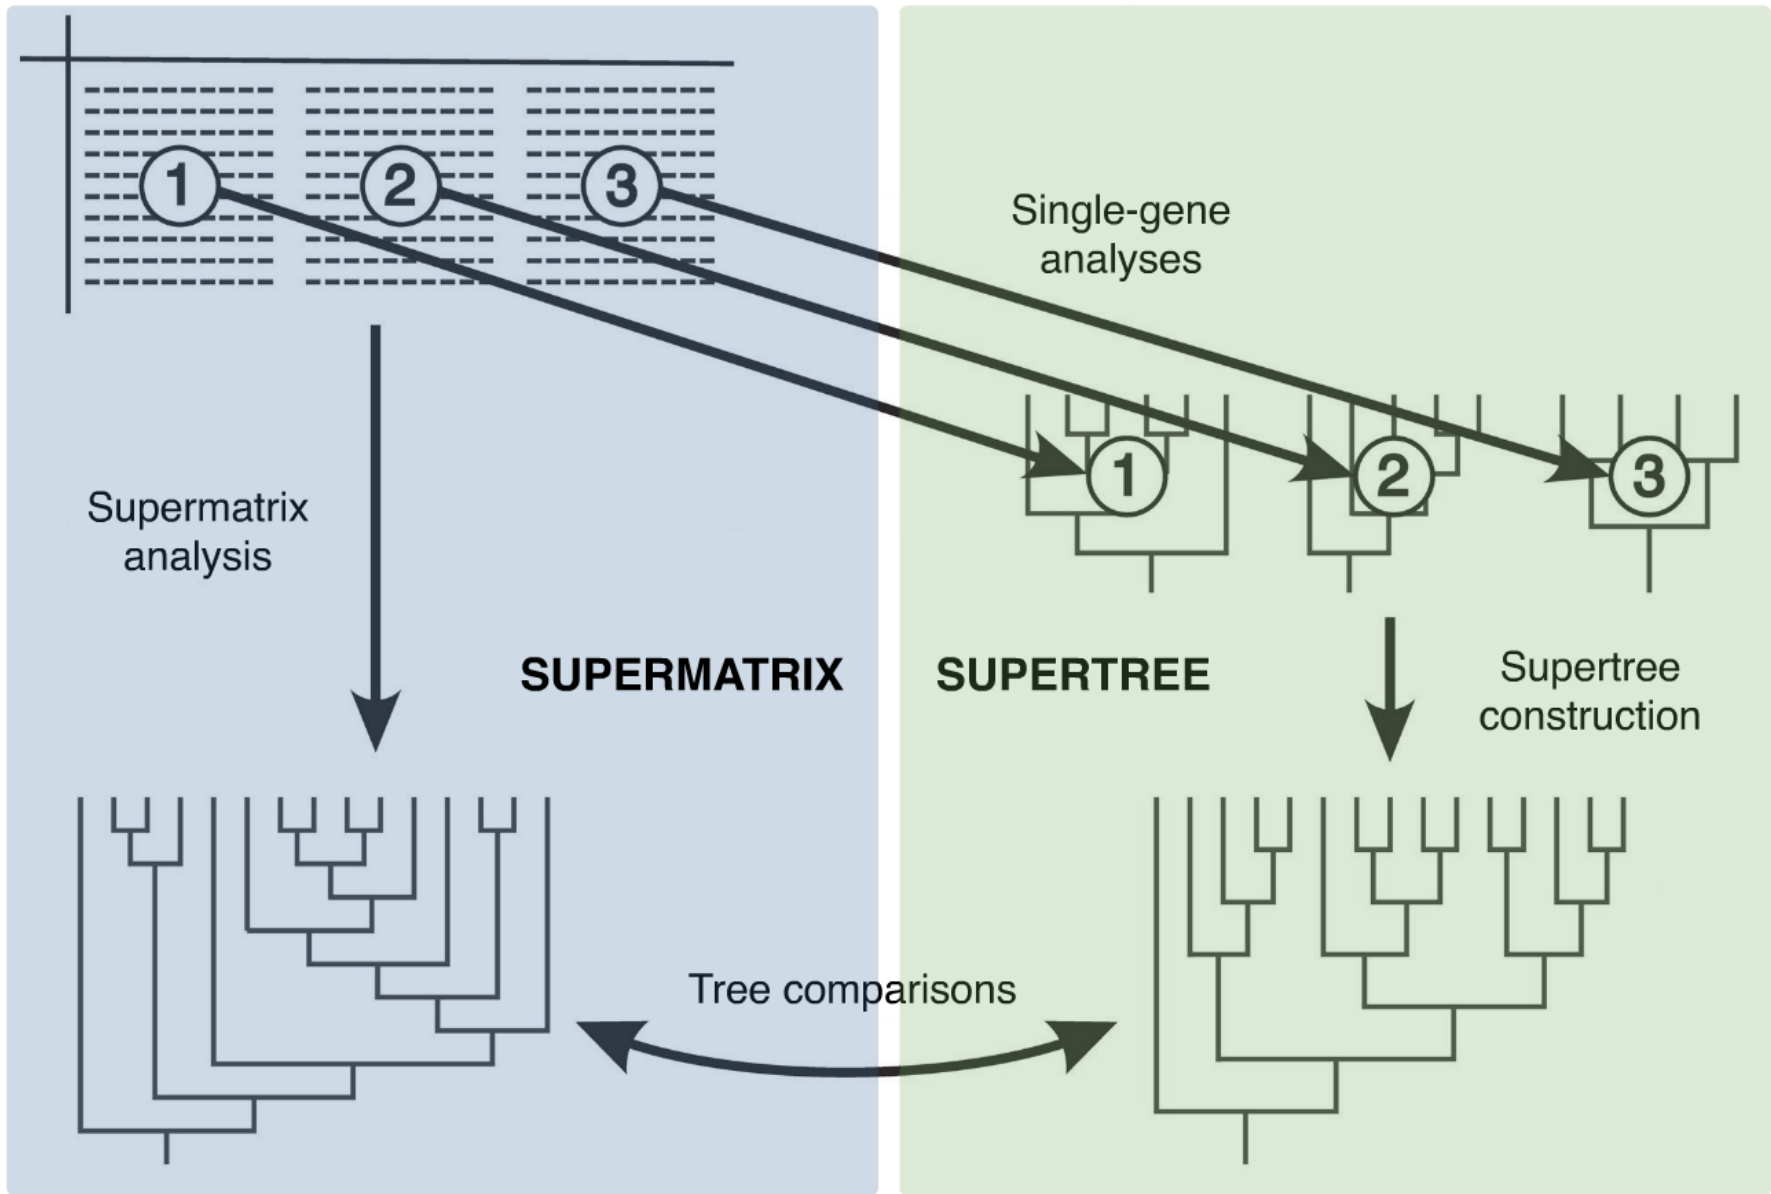 1 2 3
Single-gene
analyses
1 2 3
Supermatrix
analysis
SUPERMATRIX
SUPERTREE
Supertree
construction
Tree comparisons